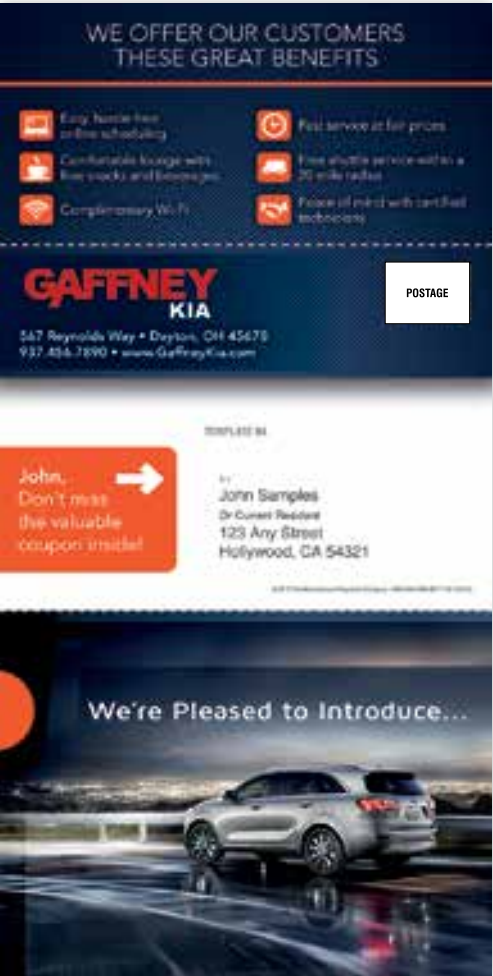 WE OFFER OUR CUSTOMERS
THESE GREAT BENEFITS
Easy, hassle-free
online scheduling
Fast service at fair prices
Comfortable lounge with
free snacks and beverages
Free shuttle service within a
20 mile radius
Complimentary Wi-Fi
Peace of mind with certified
technicians
GAFFNEY
KIA
POSTAGE
567 Reynolds Way • Dayton, OH 45678
937.456.7890 • www.GaffneyKia.com
John,
Don't miss
the valuable
coupon inside!
John Samples
Or Current Resident
123 Any Street
Hollywood, CA 54321
We're Pleased to Introduce...